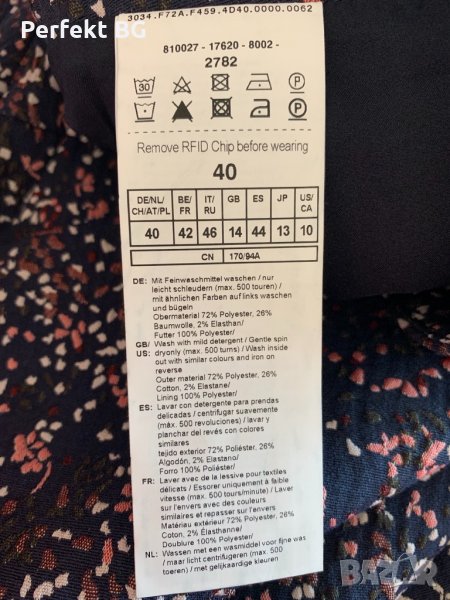 3034.F72A.F459.4D40.0000.0062
Perfekt BG
810027 - 17620 - 8002 -
2782
30 P
P
Remove RFID Chip before wearing
40
DE/NL/ CH/AT/PL BE/ FR IT/ RU GB ES JP US/ CA
40 42 46 14 44 13 10
CN 170/94A
DE: Mit Feinwaschmittel waschen / nur
leicht schleudern (max. 500 touren) /
mit ähnlichen Farben auf links waschen
und bügeln
Obermaterial 72% Polyester, 26%
Baumwolle, 2% Elasthan/
Futter 100% Polyester/
GB/ Wash with mild detergent / Gentle spin
US: dryonly (max. 500 turns) / Wash inside
out with similar colours and iron on
reverse
Outer material 72% Polyester, 26%
Cotton, 2% Elastane/
Lining 100% Polyester/
ES: Lavar con detergente para prendas
delicadas / centrifugar suavemente
(máx. 500 revoluciones) / lavar y
planchar del revés con colores
similares
tejido exterior 72% Poliéster, 26%
Algodón, 2% Elastano/
Forro 100% Poliéster/
FR: Laver avec de la lessive pour textiles
délicats / Essorer uniquement à faible
vitesse (max. 500 tours/minute) / Laver
avec des couleurs
similaires et repasser sur l'envers
Matériau extérieur 72% Polyester, 26%
Coton, 2% Élasthanne/
Doublure 100% Polyester/
NL: Wassen met een wasmiddel voor fijne was
/ maar licht centrifugeren (max. 500
toeren) / met gelijkaardige kleuren
BAZAR